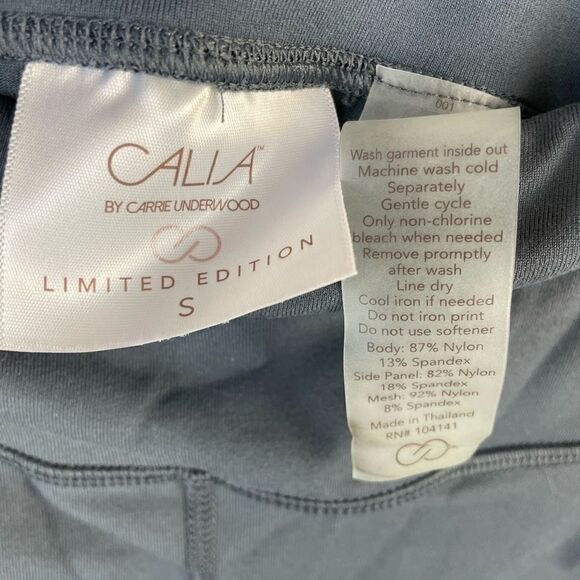 CALIA™
BY CARRIE UNDERWOOD
LIMITED EDITION
S
001
Wash garment inside out
Machine wash cold
Separately
Gentle cycle
Only non-chlorine
bleach when needed
Remove promptly
after wash
Line dry
Cool iron if needed
Do not iron print
Do not use softener
Body: 87% Nylon
13% Spandex
Side Panel: 82% Nylon
18% Spandex
Mesh: 92% Nylon
8% Spandex
Made in Thailand
RN# 104141